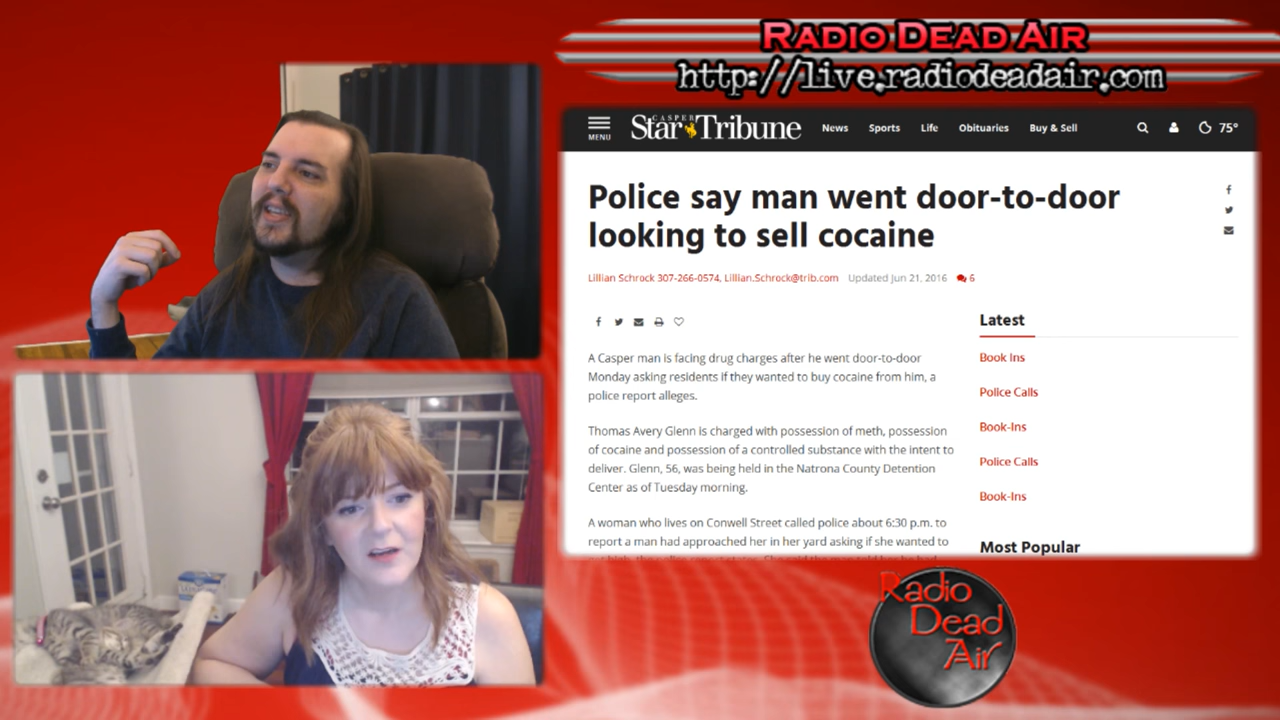 RADIO DEAD AIR
http://live.radiodeadair.com
MENU
CASPER
Star Tribune
News Sports Life Obituaries Buy & Sell
75°
Police say man went door-to-door
looking to sell cocaine
Lillian Schrock 307-266-0574, Lillian.Schrock@trib.com Updated Jun 21, 2016 6
Latest
A Casper man is facing drug charges after he went door-to-door
Monday asking residents if they wanted to buy cocaine from him, a
police report alleges.
Thomas Avery Glenn is charged with possession of meth, possession
of cocaine and possession of a controlled substance with the intent to
deliver. Glenn, 56, was being held in the Natrona County Detention
Center as of Tuesday morning.
A woman who lives on Conwell Street called police about 6:30 p.m. to
report a man had approached her in her yard asking if she wanted to
Book Ins
Police Calls
Book-Ins
Police Calls
Book-Ins
Most Popular
Radio
Dead
Air